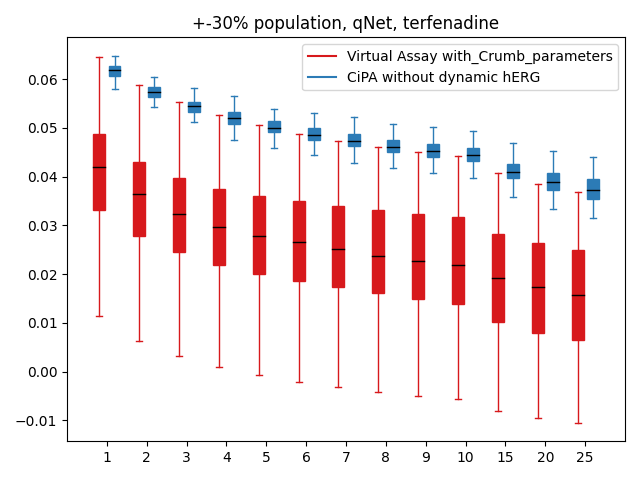 +-30% population, qNet, terfenadine
Virtual Assay with_Crumb_parameters
CiPA without dynamic hERG
0.06
0.05
0.04
0.03
0.02
0.01
0.00
−0.01
1 2 3 4 5 6 7 8 9 10 15 20 25